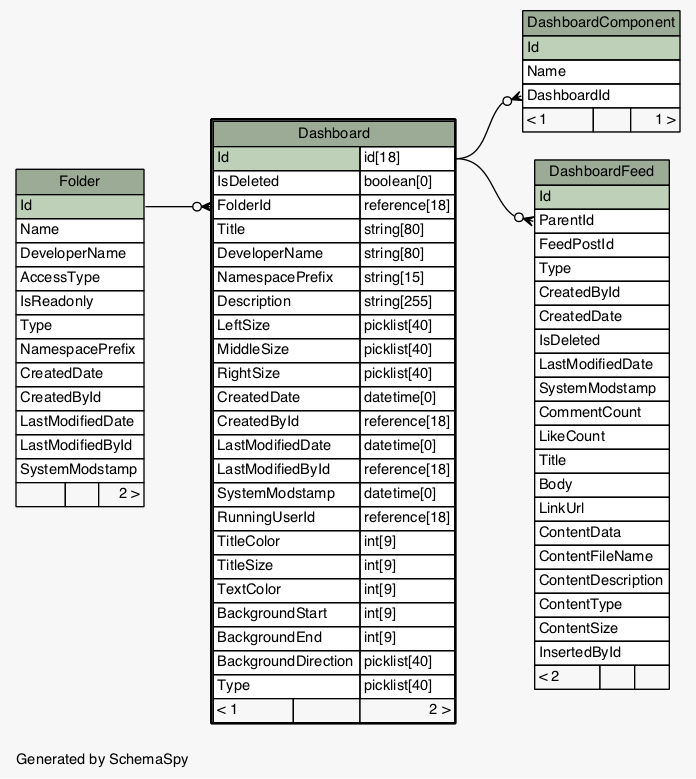 DashboardComponent
Id
Name
DashboardId
< 1 1 >
Dashboard
Id id[18]
IsDeleted boolean[0]
FolderId reference[18]
Title string[80]
DeveloperName string[80]
NamespacePrefix string[15]
Description string[255]
LeftSize picklist[40]
MiddleSize picklist[40]
RightSize picklist[40]
CreatedDate datetime[0]
CreatedById reference[18]
LastModifiedDate datetime[0]
LastModifiedById reference[18]
SystemModstamp datetime[0]
RunningUserId reference[18]
TitleColor int[9]
TitleSize int[9]
TextColor int[9]
BackgroundStart int[9]
BackgroundEnd int[9]
BackgroundDirection picklist[40]
Type picklist[40]
< 1 2 >
Folder
Id
Name
DeveloperName
AccessType
IsReadonly
Type
NamespacePrefix
CreatedDate
CreatedById
LastModifiedDate
LastModifiedById
SystemModstamp
2 >
DashboardFeed
Id
ParentId
FeedPostId
Type
CreatedById
CreatedDate
IsDeleted
LastModifiedDate
SystemModstamp
CommentCount
LikeCount
Title
Body
LinkUrl
ContentData
ContentFileName
ContentDescription
ContentType
ContentSize
InsertedById
< 2
Generated by SchemaSpy